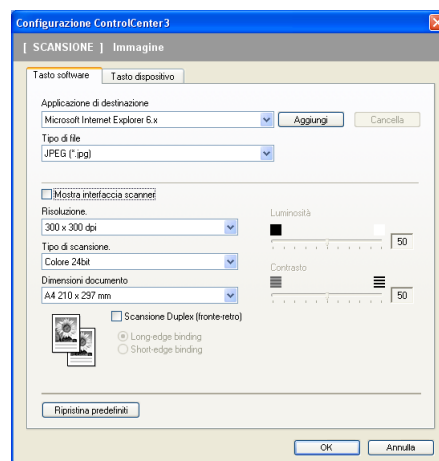 Configurazione ControlCenter3
[ SCANSIONE ] Immagine
Tasto software Tasto dispositivo
Applicazione di destinazione
Microsoft Internet Explorer 6.x Aggiungi Cancella
Tipo di file
JPEG (*.jpg)
Mostra interfaccia scanner
Risoluzione. Luminosità
300 x 300 dpi
50
Tipo di scansione.
Colore 24bit
Contrasto
Dimensioni documento
A4 210 x 297 mm 50
Scansione Duplex (fronte-retro)
Long-edge binding
Short-edge binding
Ripristina predefiniti
OK Annulla